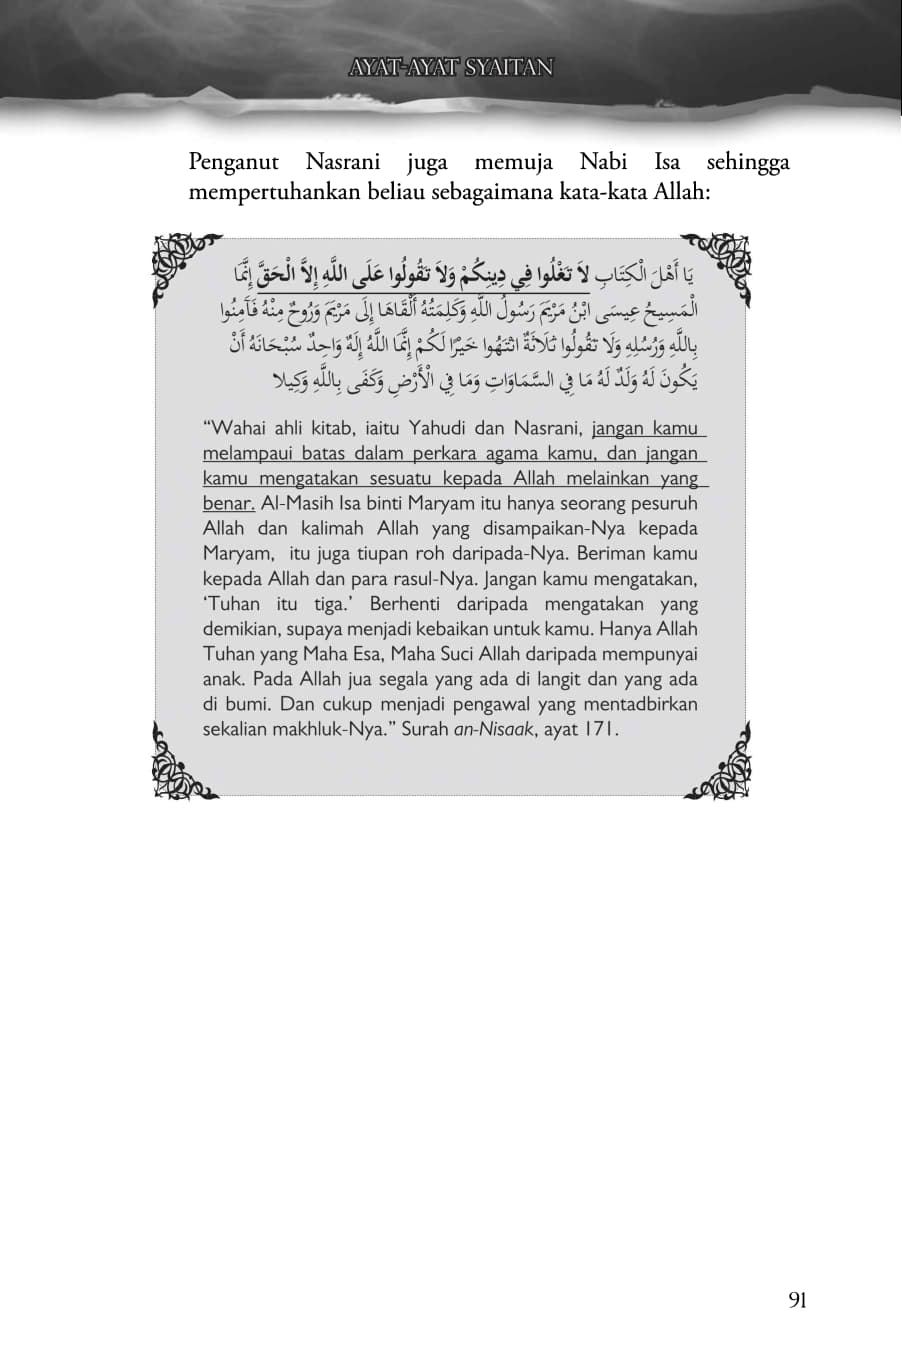 AYAT-AYAT SYAITAN
Penganut Nasrani juga memuja Nabi Isa sehingga
mempertuhankan beliau sebagaimana kata-kata Allah:
يَا أَهْلَ الْكِتَابِ لاَ تَغْلُوا فِي دِينِكُمْ وَلاَ تَقُولُوا عَلَى اللَّهِ إِلاَّ الْحَقَّ إِنَّمَا
الْمَسِيحُ عِيسَى ابْنُ مَرْيَمَ رَسُولُ اللَّهِ وَكَلِمَتُهُ أَلْقَاهَا إِلَى مَرْيَمَ وَرُوحٌ مِنْهُ فَآَمِنُوا
بِاللَّهِ وَرُسُلِهِ وَلَا تَقُولُوا ثَلَاثَةٌ انْتَهُوا خَيْرًا لَكُمْ إِنَّمَا اللَّهُ إِلَهٌ وَاحِدٌ سُبْحَانَهُ أَنْ
يَكُونَ لَهُ وَلَدٌ لَهُ مَا فِي السَّمَاوَاتِ وَمَا فِي الْأَرْضِ وَكَفَى بِاللَّهِ وَكِيلا
“Wahai ahli kitab, iaitu Yahudi dan Nasrani, jangan kamu
melampaui batas dalam perkara agama kamu, dan jangan
kamu mengatakan sesuatu kepada Allah melainkan yang
benar. Al-Masih Isa binti Maryam itu hanya seorang pesuruh
Allah dan kalimah Allah yang disampaikan-Nya kepada
Maryam, itu juga tiupan roh daripada-Nya. Beriman kamu
kepada Allah dan para rasul-Nya. Jangan kamu mengatakan,
‘Tuhan itu tiga.’ Berhenti daripada mengatakan yang
demikian, supaya menjadi kebaikan untuk kamu. Hanya Allah
Tuhan yang Maha Esa, Maha Suci Allah daripada mempunyai
anak. Pada Allah jua segala yang ada di langit dan yang ada
di bumi. Dan cukup menjadi pengawal yang mentadbirkan
sekalian makhluk-Nya.” Surah an-Nisaak, ayat 171.
91